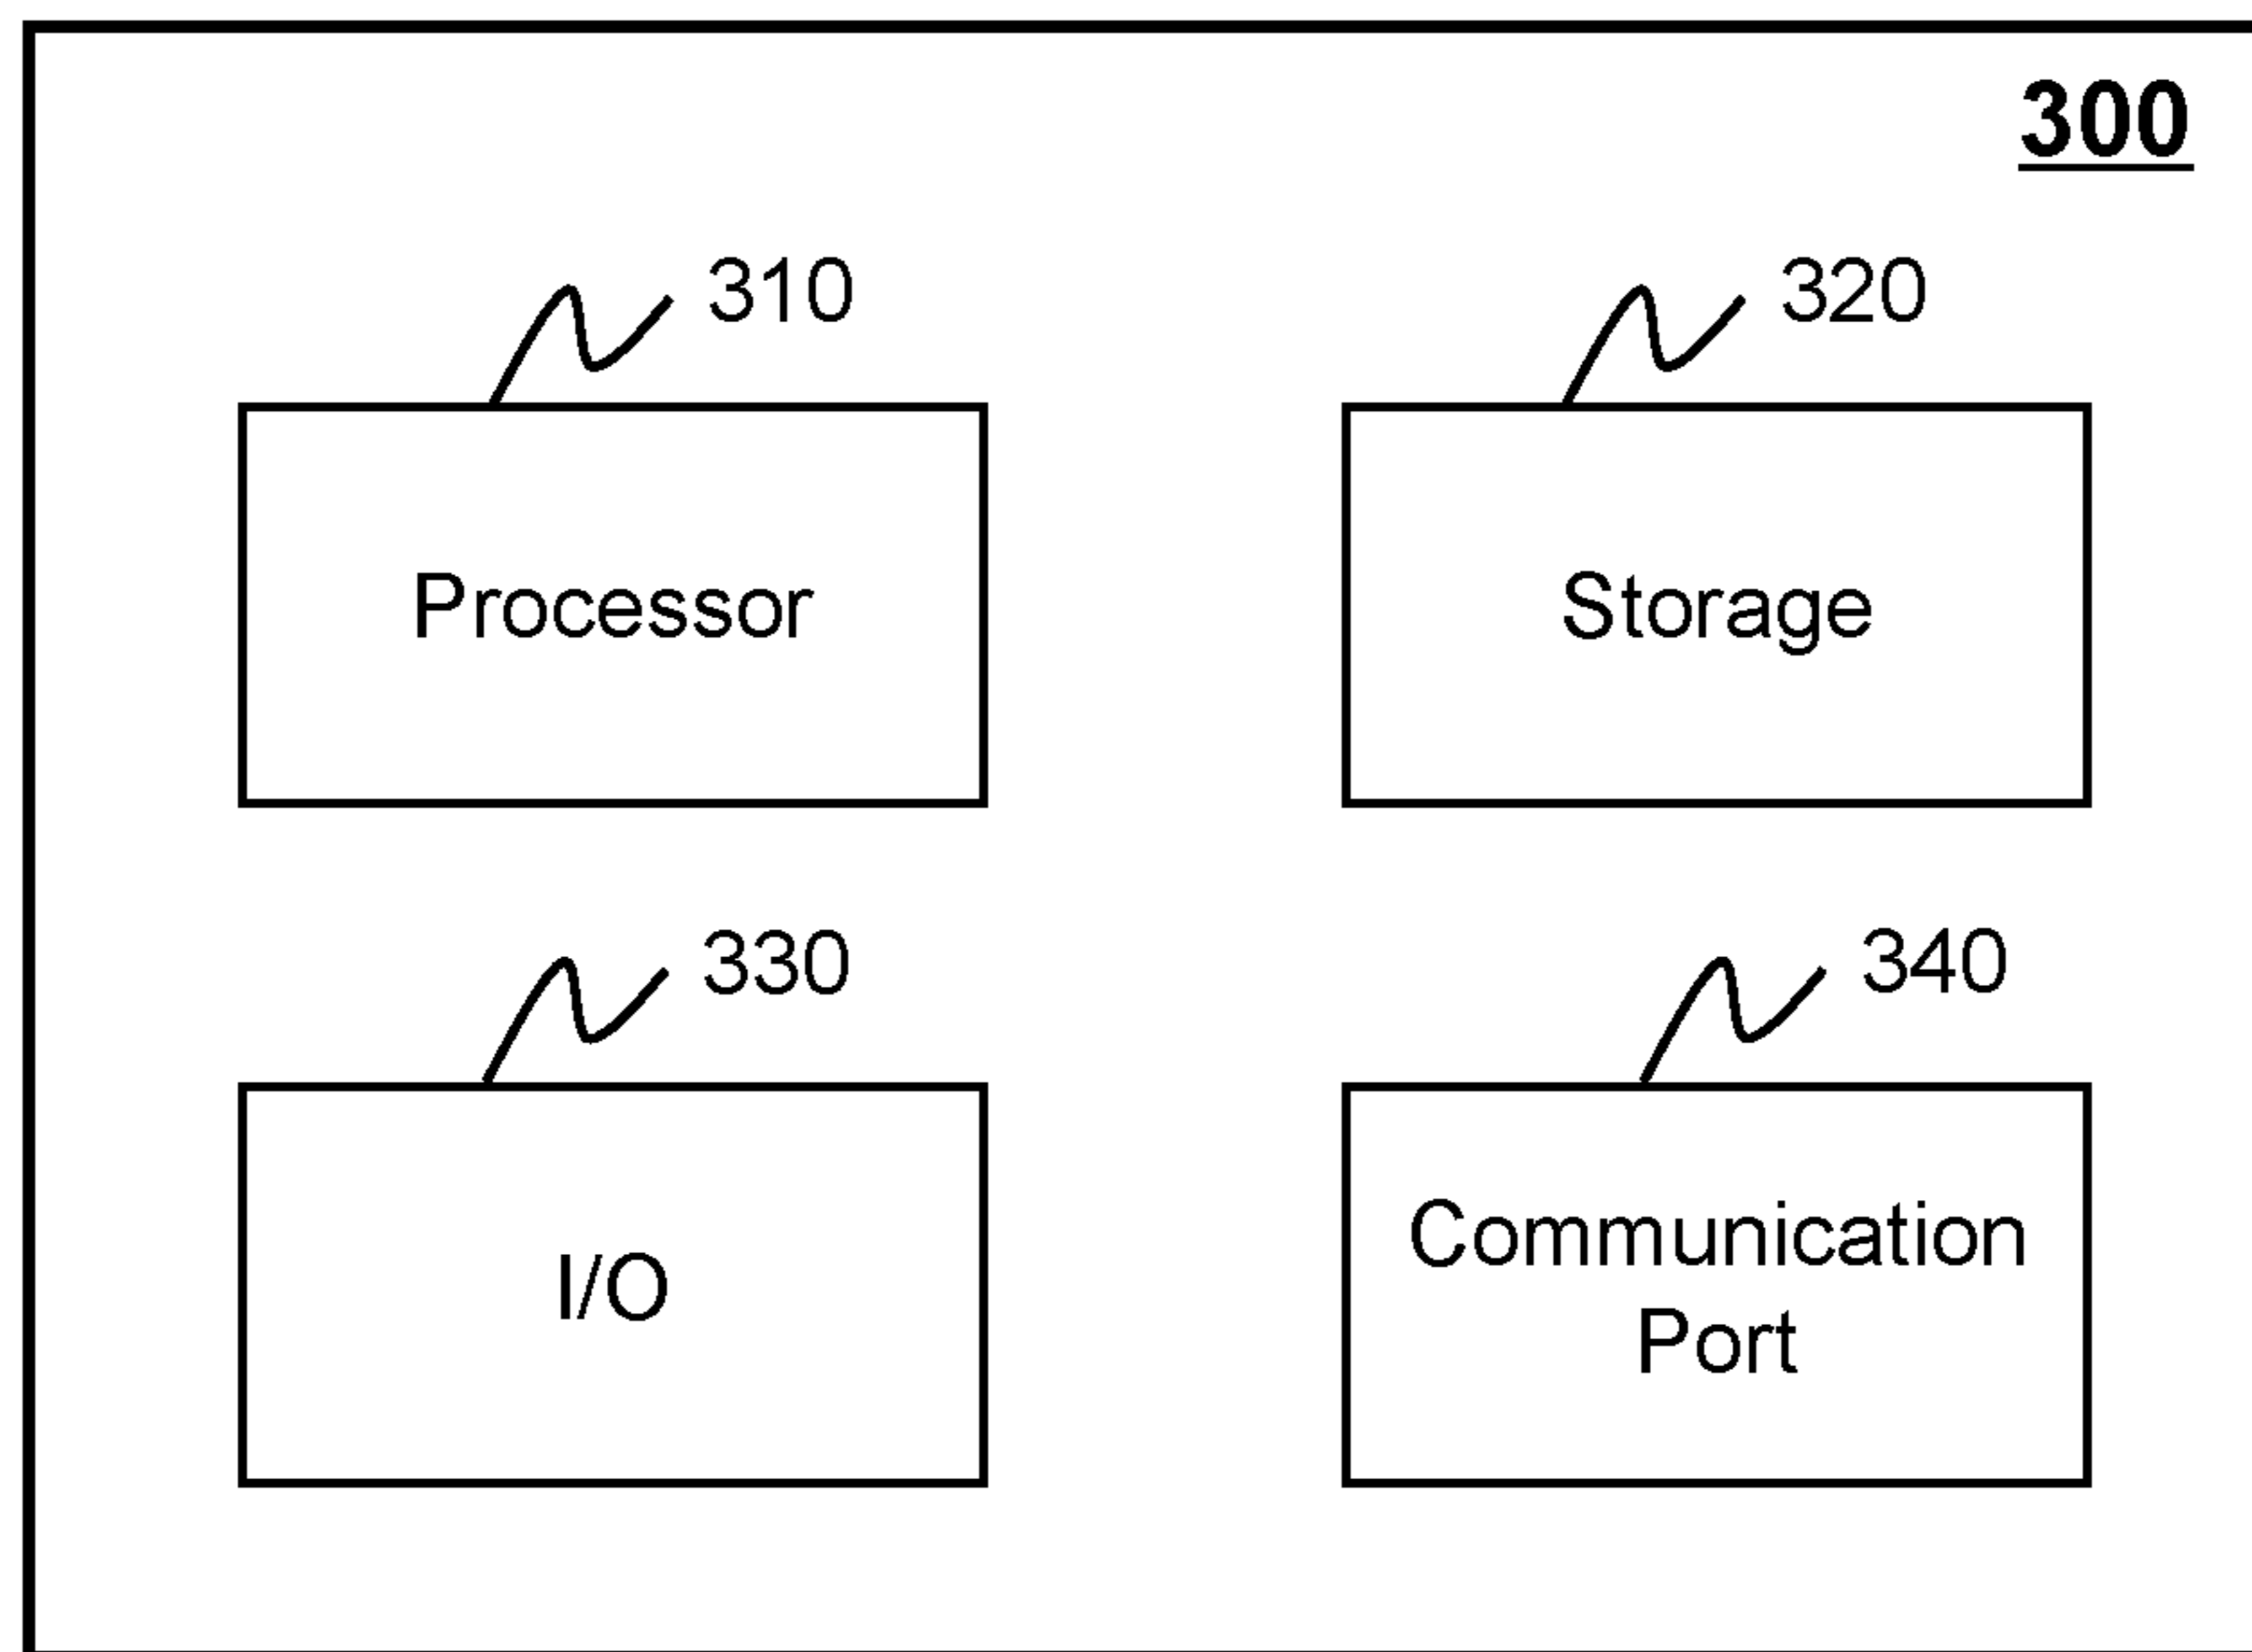 300
310
320
Processor
Storage
330
340
I/O
Communication
Port